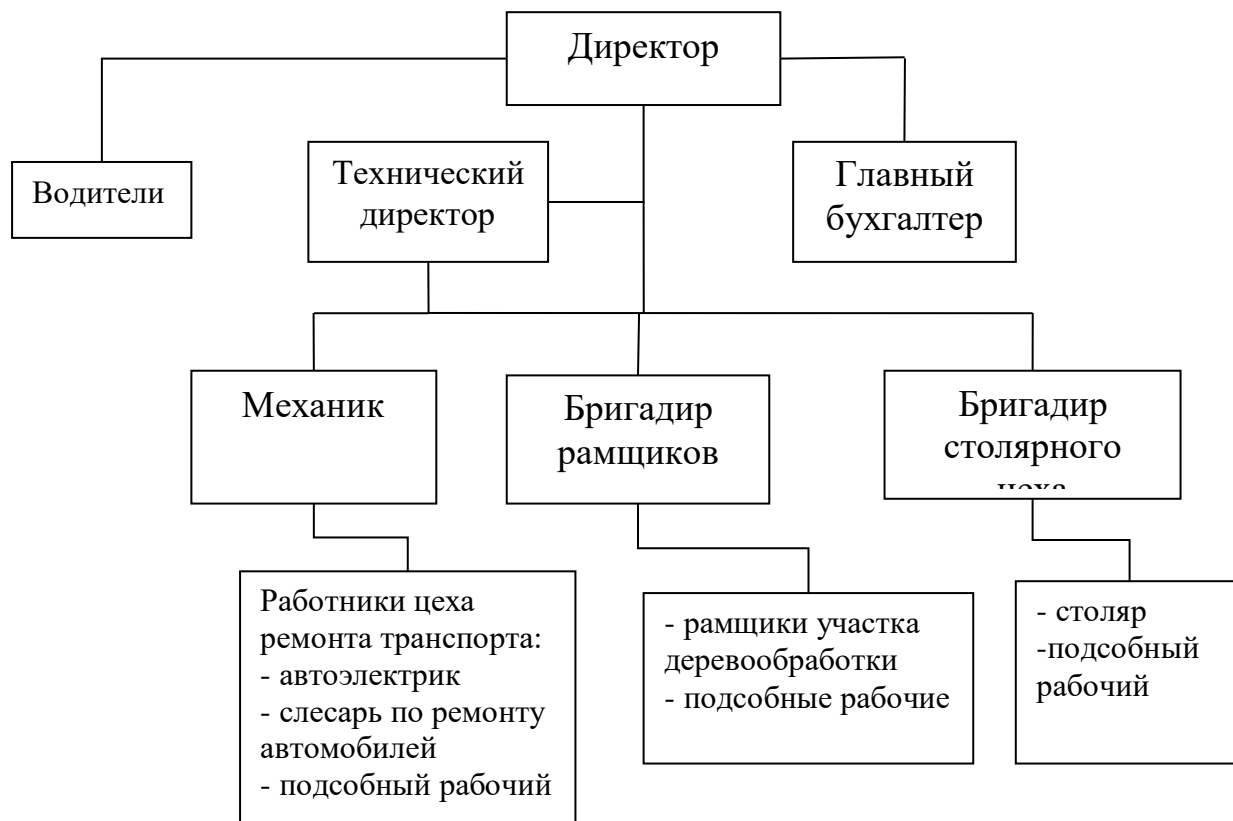 Директор
Водители
Технический
директор
Главный
бухгалтер
Механик
Бригадир
рамщиков
Бригадир
столярного
цеха
Работники цеха
ремонта транспорта:
- автоэлектрик
- слесарь по ремонту
автомобилей
- подсобный рабочий
- рамщики участка
деревообработки
- подсобные рабочие
- столяр
-подсобный
рабочий